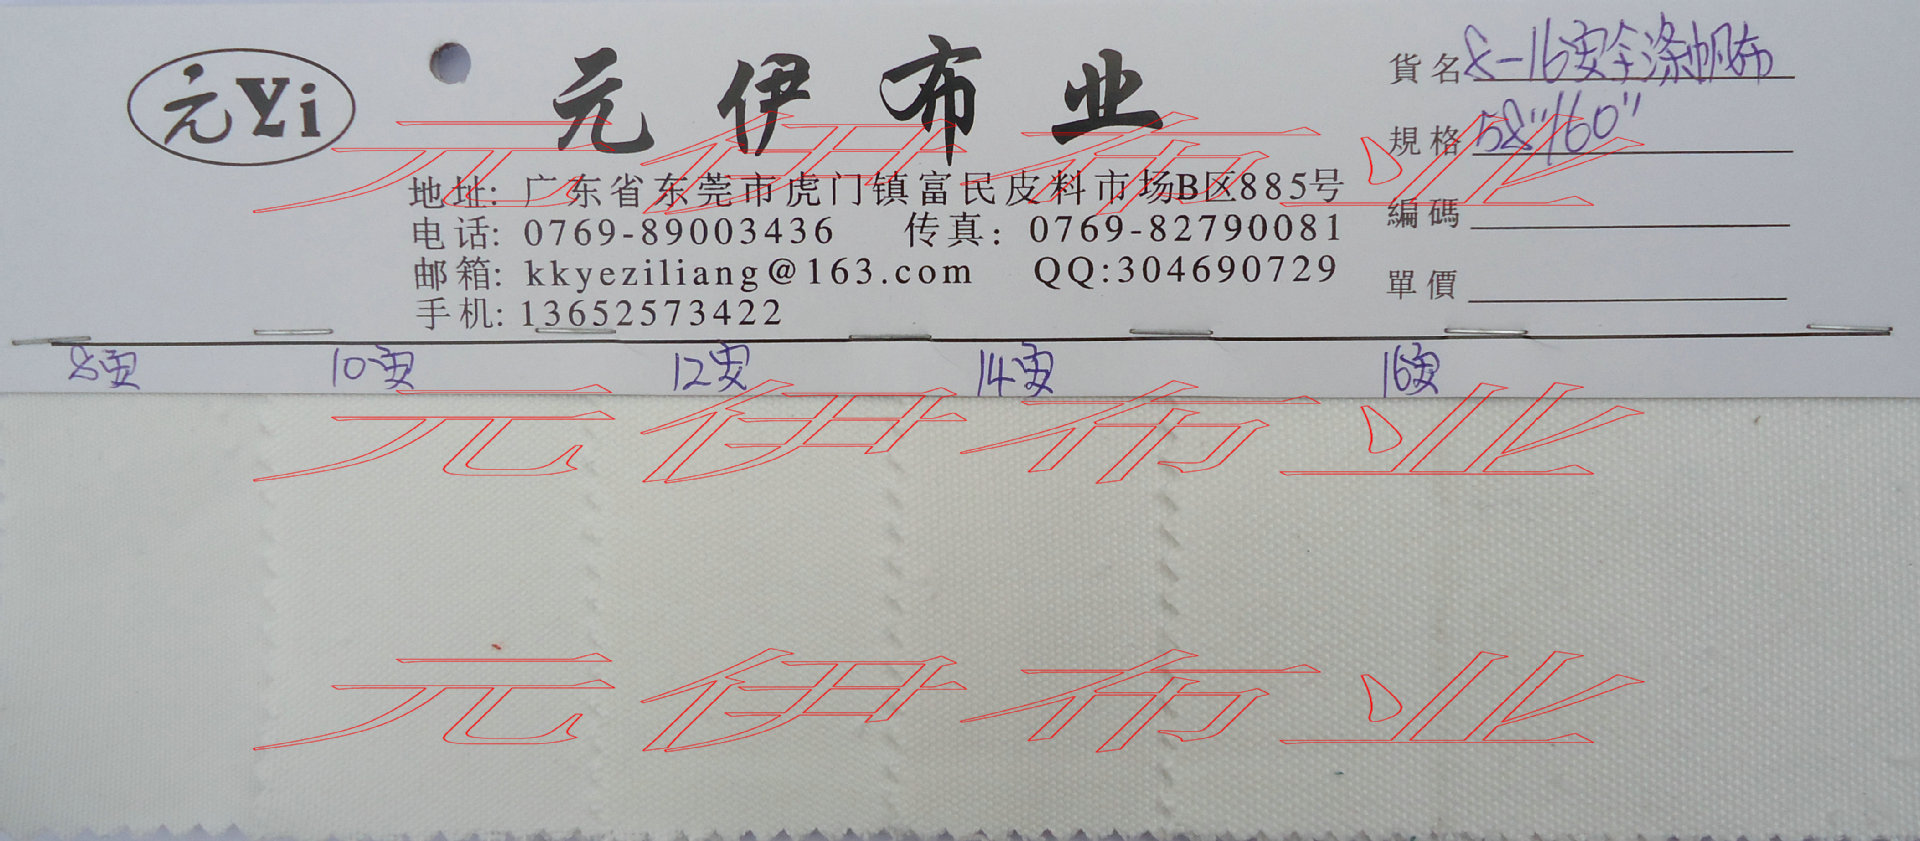 元Yi
元伊布业
貨名 8-16安全涤帆布
規格 58"/60"
編碼
單價
地址: 广东省东莞市虎门镇富民皮料市场B区885号
电话: 0769-89003436 传真: 0769-82790081
邮箱: kkyeziliang@163.com QQ:304690729
手机: 13652573422
8安 10安 12安 14安 16安
元伊布业
元伊布业
元伊布业